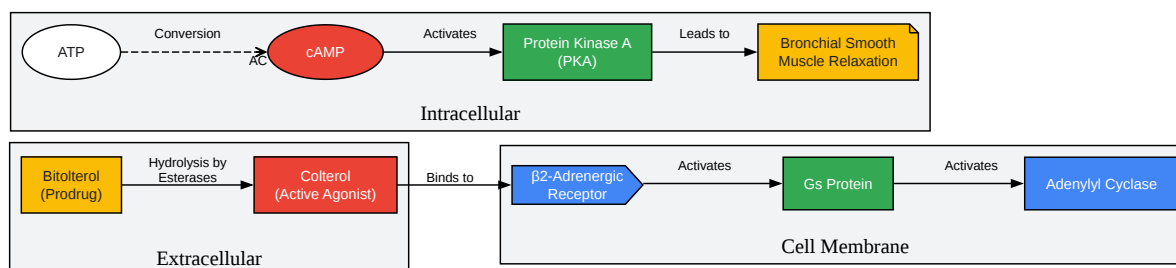 ATP
Conversion
AC
cAMP
Activates
Protein Kinase A
(PKA)
Leads to
Bronchial Smooth
Muscle Relaxation
Intracellular
Bitolterol
(Prodrug)
Hydrolysis by
Esterases
Colterol
(Active Agonist)
Extracellular
Binds to
β2-Adrenergic
Receptor
Activates
Gs Protein
Activates
Adenylyl Cyclase
Cell Membrane